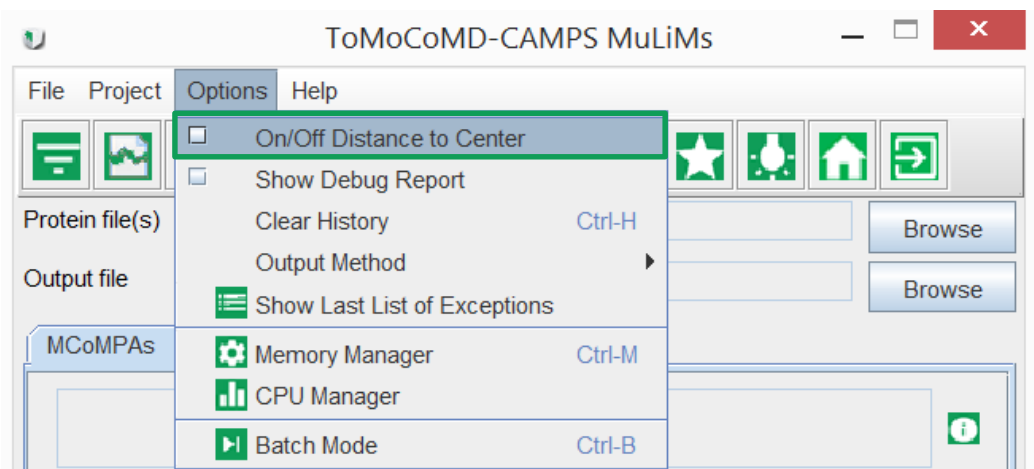 ToMoCoMD-CAMPS MuLiMs
File Project Options Help
On/Off Distance to Center
Show Debug Report
Protein file(s)
Browse
Clear History Ctrl-H
Output Method
Output file
Browse
Show Last List of Exceptions
MCoMPAs
Memory Manager Ctrl-M
CPU Manager
Batch Mode Ctrl-B